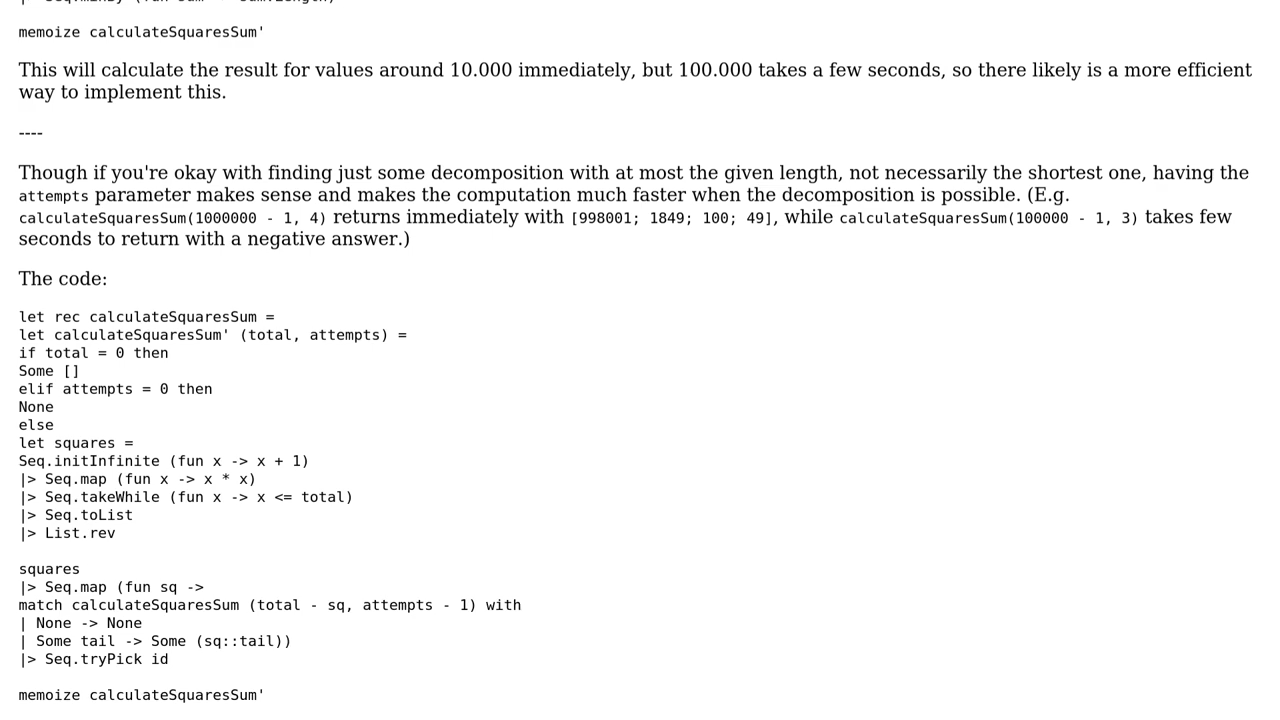 memoize calculateSquaresSum'
This will calculate the result for values around 10.000 immediately, but 100.000 takes a few seconds, so there likely is a more efficient
way to implement this.
----
Though if you're okay with finding just some decomposition with at most the given length, not necessarily the shortest one, having the
attempts parameter makes sense and makes the computation much faster when the decomposition is possible. (E.g.
calculateSquaresSum(1000000 - 1, 4) returns immediately with [998001; 1849; 100; 49], while calculateSquaresSum(100000 - 1, 3) takes few
seconds to return with a negative answer.)
The code:
let rec calculateSquaresSum =
let calculateSquaresSum' (total, attempts) =
if total = 0 then
Some []
elif attempts = 0 then
None
else
let squares =
Seq.initInfinite (fun x -> x + 1)
|> Seq.map (fun x -> x * x)
|> Seq.takeWhile (fun x -> x <= total)
|> Seq.toList
|> List.rev
squares
|> Seq.map (fun sq ->
match calculateSquaresSum (total - sq, attempts - 1) with
| None -> None
| Some tail -> Some (sq::tail))
|> Seq.tryPick id
memoize calculateSquaresSum'